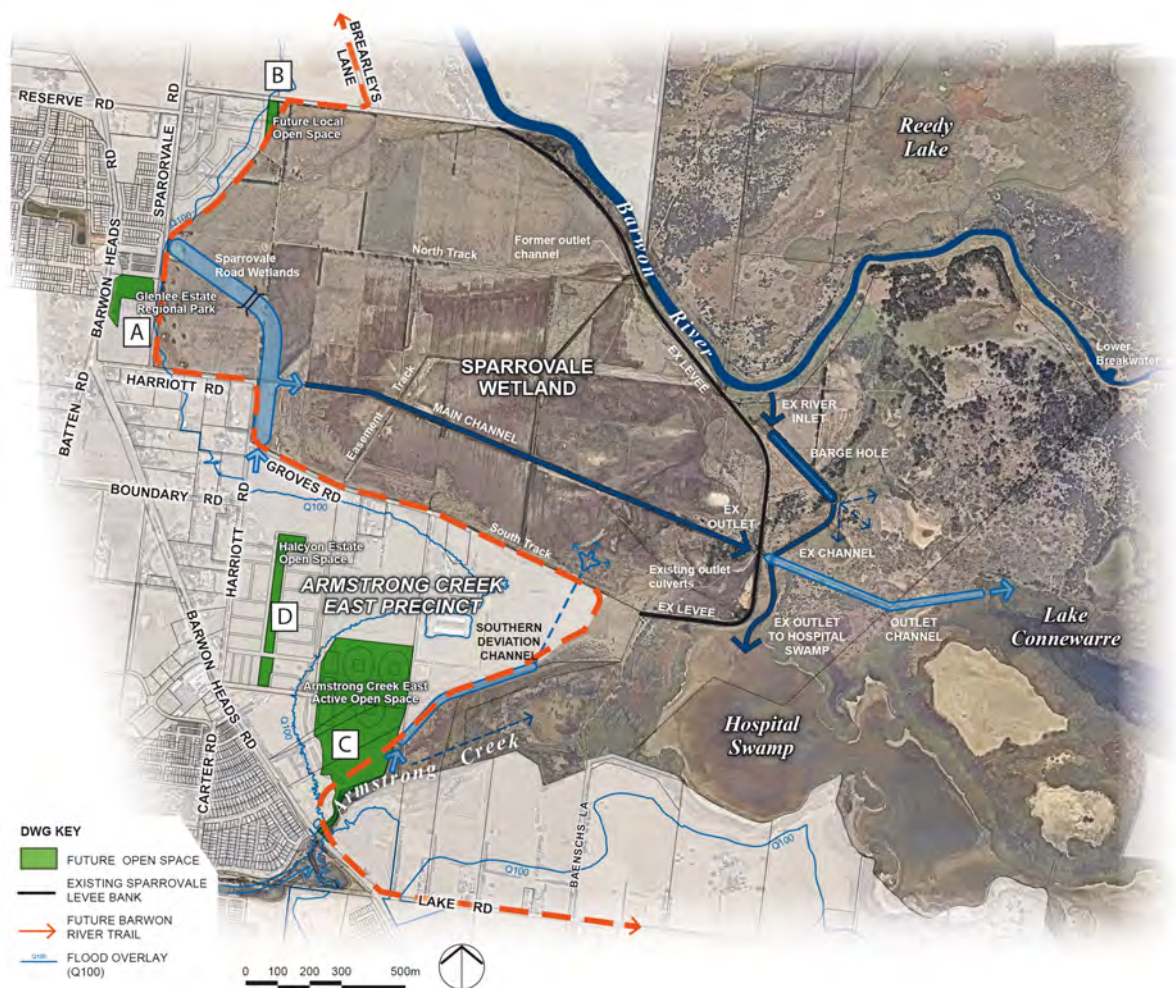 BREARLEYS
LANE
B
RESERVE RD
SPARORVALE RD
Future Local
Open Space
Reedy
Lake
BARWON HEADS RD
Q100
Barwon River
Former outlet
channel
North Track
Sparrovale
Road Wetlands
Glenlee Estate
Regional Park
A
EX LEVEE
Lower
Breakwater
SPARROVALE
WETLAND
HARRIOTT RD
BATTEN RD
Easement Track
MAIN CHANNEL
EX RIVER
INLET
BARGE HOLE
GROVES RD
BOUNDARY RD
Q100
EX
OUTLET
EX CHANNEL
South Track
HARRIOTT RD
Halcyon Estate
Open Space
Existing outlet
culverts
ARMSTRONG CREEK
EAST PRECINCT
D
EX LEVEE
EX OUTLET
TO HOSPITAL
SWAMP
OUTLET
CHANNEL
Lake
Connewarre
SOUTHERN
DEVIATION
CHANNEL
BARWON HEADS RD
Armstrong Creek East
Active Open Space
Q100
C
Hospital
Swamp
CARTER RD
Armstrong Creek
BAENSCHS LA
Q100
Q100
LAKE RD
DWG KEY
FUTURE OPEN SPACE
EXISTING SPARROVALE
LEVEE BANK
FUTURE BARWON
RIVER TRAIL
Q100
FLOOD OVERLAY
(Q100)
0 100 200 300 500m